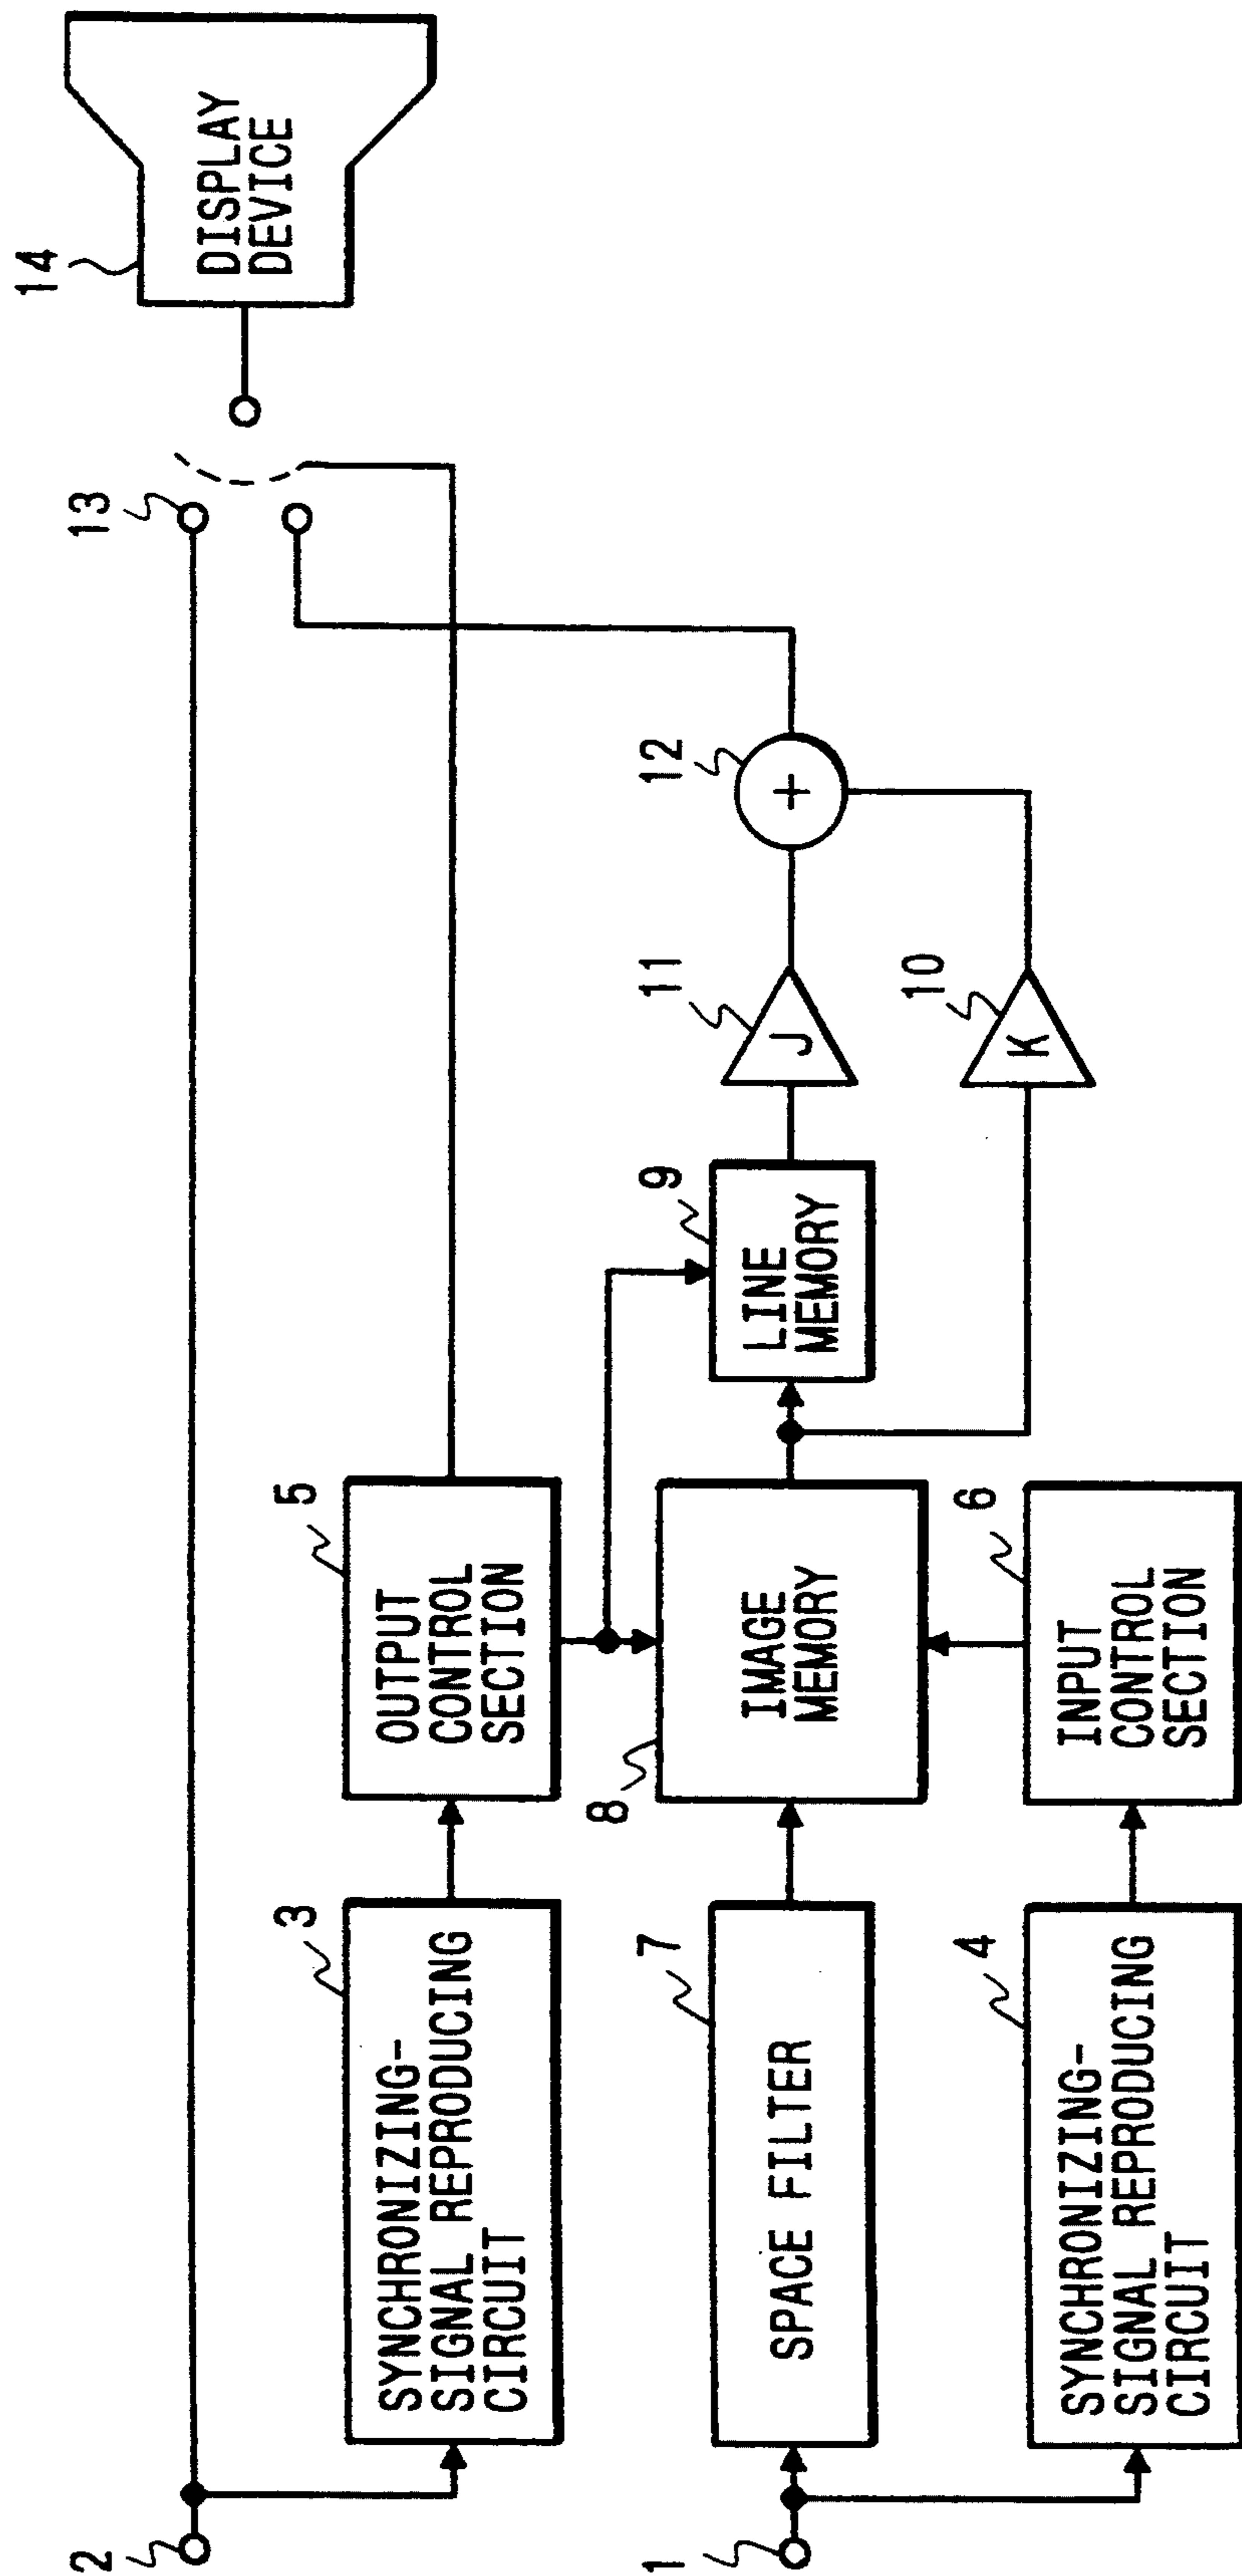 2
3
SYNCHRONIZING-
SIGNAL REPRODUCING
CIRCUIT
5
OUTPUT
CONTROL
SECTION
13
14
DISPLAY
DEVICE
1
7
SPACE FILTER
8
IMAGE
MEMORY
9
LINE
MEMORY
11
J
12
+
4
SYNCHRONIZING-
SIGNAL REPRODUCING
CIRCUIT
6
INPUT
CONTROL
SECTION
10
K